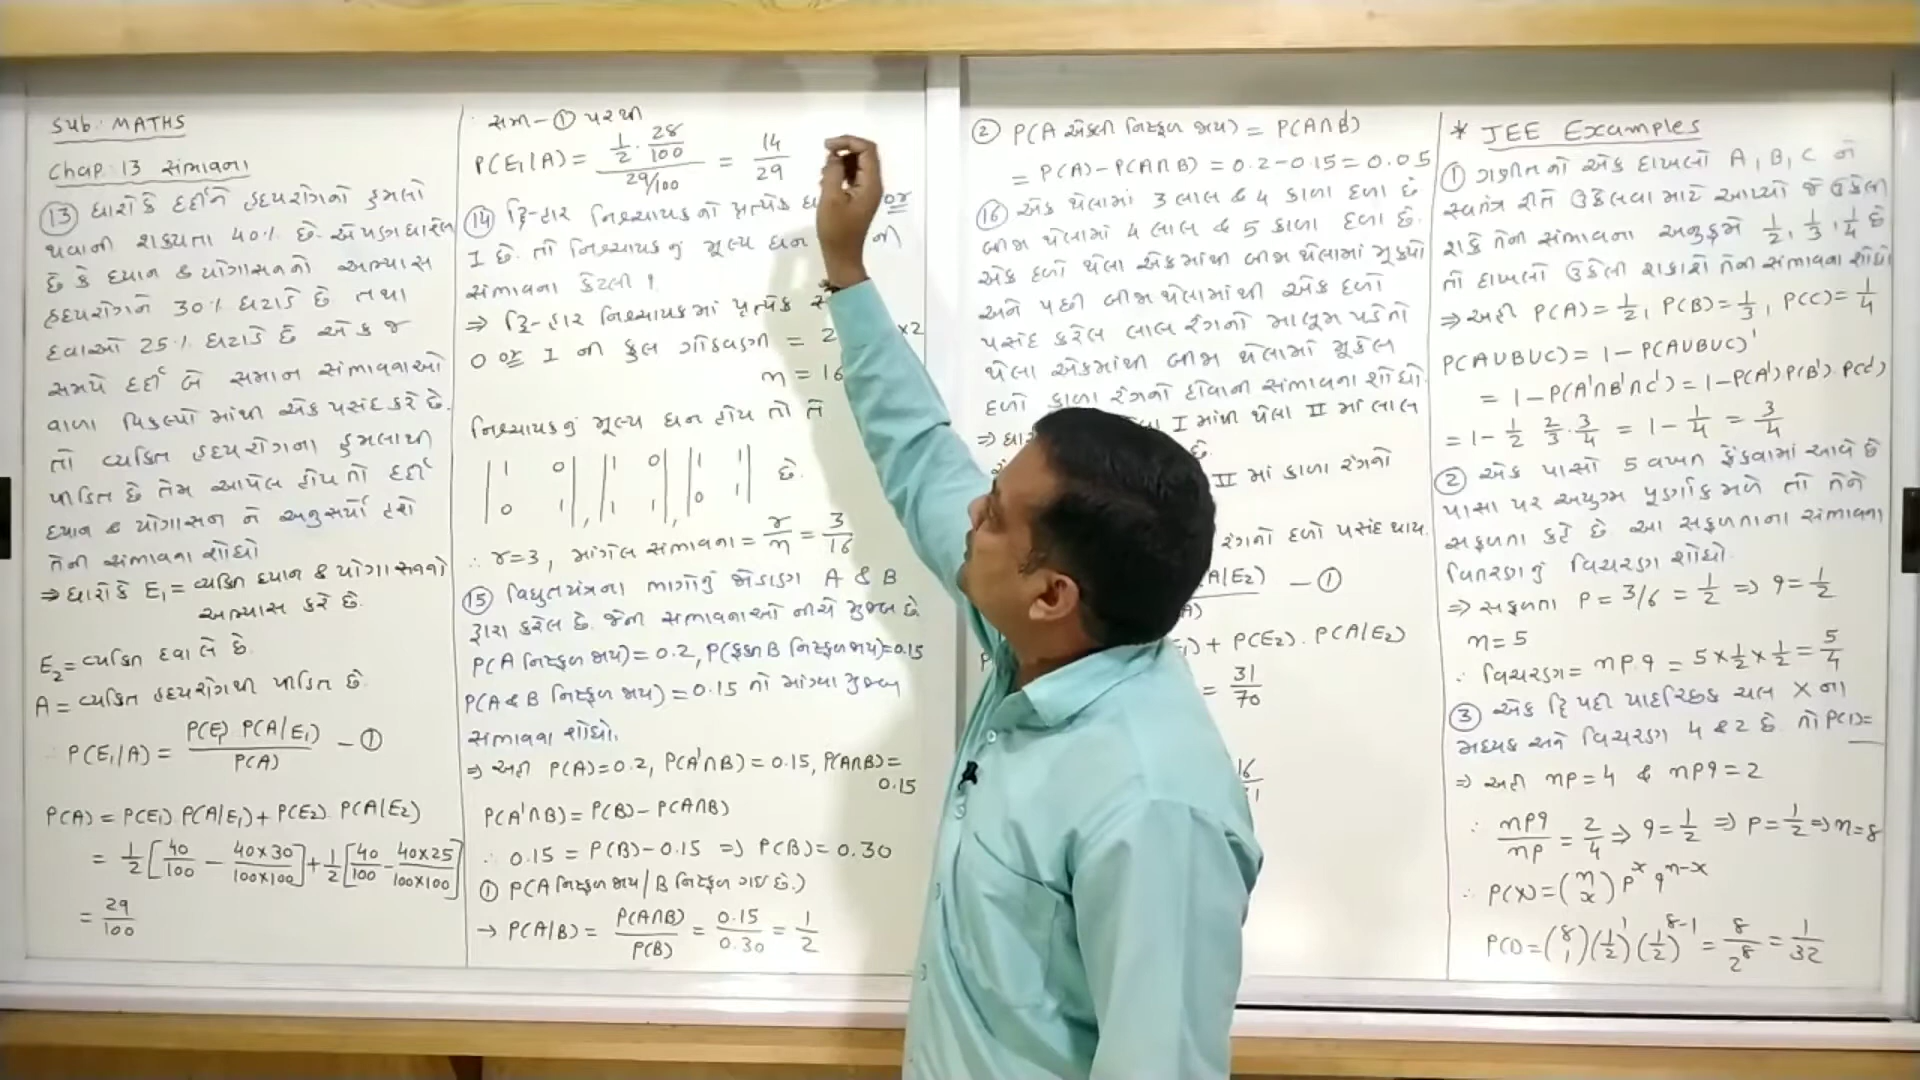 Sub: MATHS
Chap: 13 સંભાવના
(13) ધારો કે દર્દીને હૃદયરોગનો હુમલો
થવાની શક્યતા 40% છે. એ પણ ધારેલ
છે કે ધ્યાન & યોગાસનનો અભ્યાસ
હૃદયરોગને 30% ઘટાડે છે તથા
દવાઓ 25% ઘટાડે છે એક જ
સમયે દર્દી બે સમાન સંભાવનાઓ
વાળા વિકલ્પો માંથી એક પસંદ કરે છે.
તો વ્યક્તિ હૃદયરોગના હુમલાથી
પીડિત છે તેમ આપેલ હોય તો દર્દી
ધ્યાન & યોગાસન ને અનુસર્યો હશે
તેની સંભાવના શોધો
⇒ ધારો કે E₁ = વ્યક્તિ ધ્યાન & યોગાસનનો
અભ્યાસ કરે છે.
E₂ = વ્યક્તિ દવા લે છે.
A = વ્યક્તિ હૃદયરોગથી પીડિત છે
∴ P(E₁/A) = P(E₁) P(A/E₁) / P(A) – ①
P(A) = P(E₁) P(A/E₁) + P(E₂) P(A/E₂)
= 1/2 [40/100 – 40×30/100×100] + 1/2 [40/100 – 40×25/100×100]
= 29/100
∴ સમ – ① પરથી
P(E₁/A) = (1/2 · 28/100) / (29/100) = 14/29
(14) દ્વિ-હાર નિશ્ચાયકનો પ્રત્યેક or
1 છે. તો નિશ્ચાયકનું મૂલ્ય ધન ની
સંભાવના કેટલી ?
⇒ દ્વિ-હાર નિશ્ચાયકમાં પ્રત્યેક
0 or 1 ની કુલ ગોઠવણી = 2 ×2
n = 16
નિશ્ચાયકનું મૂલ્ય ધન હોય તો તે
|1 0| |1 0| |1 1|
|0 1|, |1 1|, |0 1| છે.
∴ r=3, માંગેલ સંભાવના = r/n = 3/16
(15) વિદ્યુતયંત્રના ભાગોનું જોડાણ A & B
દ્વારા કરેલ છે. જેની સંભાવનાઓ નીચે મુજબ છે.
P(A નિષ્ફળ જાય) = 0.2, P(ફક્ત B નિષ્ફળ જાય) = 0.15
P(A & B નિષ્ફળ જાય) = 0.15 તો માંગ્યા મુજબ
સંભાવના શોધો.
⇒ અહીં P(A) = 0.2, P(A'∩B) = 0.15, P(A∩B) =
0.15
P(A'∩B) = P(B) – P(A∩B)
∴ 0.15 = P(B) – 0.15 ⇒ P(B) = 0.30
① P(A નિષ્ફળ જાય / B નિષ્ફળ ગઇ છે.)
→ P(A/B) = P(A∩B)/P(B) = 0.15/0.30 = 1/2
② P(A એકલી નિષ્ફળ જાય) = P(A∩B')
= P(A) – P(A∩B) = 0.2 – 0.15 = 0.05
(16) એક થેલામાં 3 લાલ & 4 કાળા દડા છે
બીજા થેલામાં 4 લાલ & 5 કાળા દડા છે.
એક દડો થેલા એકમાંથી બીજા થેલામાં મૂક્યો
અને પછી બીજા થેલામાંથી એક દડો
પસંદ કરેલ લાલ રંગનો માલૂમ પડે તો
થેલા એકમાંથી બીજા થેલામાં મૂકેલ
દડો કાળા રંગનો હોવાની સંભાવના શોધો.
I માંથી થેલા II માં લાલ
છે.
II માં કાળા રંગનો
રંગનો દડો પસંદ થાય.
A/E₂) – ①
+ P(E₂) . P(A/E₂)
= 31/70
* JEE Examples
① ગણીતનો એક દાખલો A, B, C ને
સ્વતંત્ર રીતે ઉકેલવા માટે આપ્યો જે ઉકેલી
શકે તેની સંભાવના અનુક્રમે 1/2, 1/3, 1/4 છે
તો દાખલો ઉકેલી શકાશે તેની સંભાવના શોધો
⇒ અહીં P(A) = 1/2, P(B) = 1/3, P(C) = 1/4
P(A∪B∪C) = 1 – P(A∪B∪C)'
= 1 – P(A'∩B'∩C') = 1 – P(A') P(B') P(C')
= 1 – 1/2 · 2/3 · 3/4 = 1 – 1/4 = 3/4
② એક પાસો 5 વખત ફેંકવામાં આવે છે
પાસા પર અયુગ્મ પૂર્ણાંક મળે તો તેને
સફળતા કહે છે. આ સફળતાના સંભાવના
વિતરણનું વિચરણ શોધો.
⇒ સફળતા P = 3/6 = 1/2 ⇒ q = 1/2
n = 5
∴ વિચરણ = npq = 5 × 1/2 × 1/2 = 5/4
③ એક દ્વિપદી યાદચ્છિક ચલ X ના
મધ્યક અને વિચરણ 4 & 2 છે. તો P(1) = __
⇒ અહીં np = 4 & npq = 2
∴ npq/np = 2/4 ⇒ q = 1/2 ⇒ p = 1/2 ⇒ n = 8
∴ P(X) = (n x) pˣ qⁿ⁻ˣ
P(1) = (8 1) (1/2)¹ (1/2)⁸⁻¹ = 8/2⁸ = 1/32